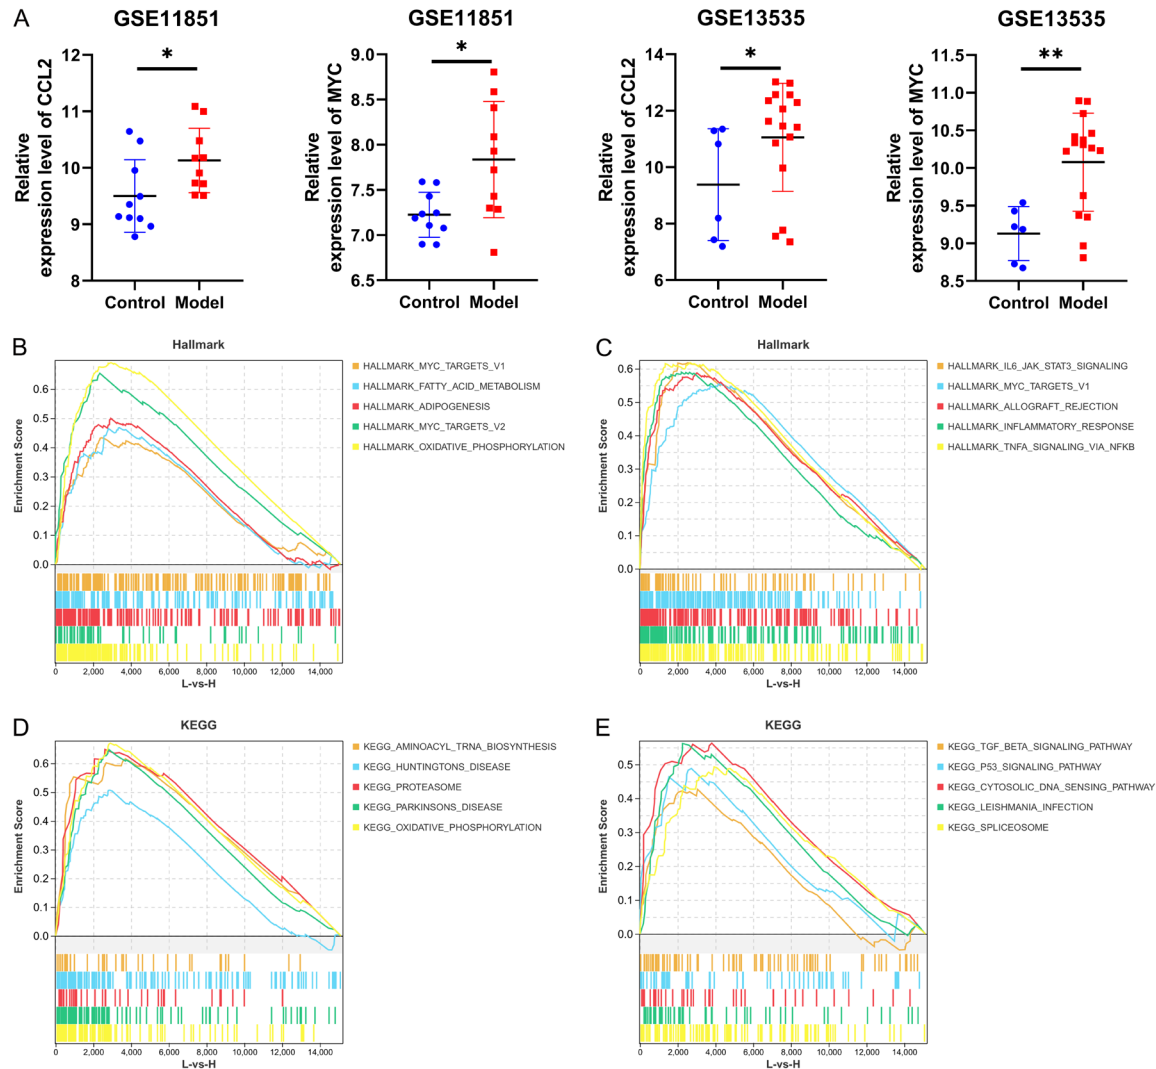 A
GSE11851
GSE11851
GSE13535
GSE13535
Relative
expression level of CCL2
12
11
10
9
8
*
Control Model
Relative
expression level of MYC
9.0
8.5
8.0
7.5
7.0
6.5
*
Control Model
Relative
expression level of CCL2
14
12
10
8
6
*
Control Model
Relative
expression level of MYC
11.5
11.0
10.5
10.0
9.5
9.0
8.5
**
Control Model
B
Hallmark
Enrichment Score
0.6
0.5
0.4
0.3
0.2
0.1
0.0
0 2,000 4,000 6,000 8,000 10,000 12,000 14,000
L-vs-H
HALLMARK_MYC_TARGETS_V1
HALLMARK_FATTY_ACID_METABOLISM
HALLMARK_ADIPOGENESIS
HALLMARK_MYC_TARGETS_V2
HALLMARK_OXIDATIVE_PHOSPHORYLATION
C
Hallmark
Enrichment Score
0.6
0.5
0.4
0.3
0.2
0.1
0.0
0 2,000 4,000 6,000 8,000 10,000 12,000 14,000
L-vs-H
HALLMARK_IL6_JAK_STAT3_SIGNALING
HALLMARK_MYC_TARGETS_V1
HALLMARK_ALLOGRAFT_REJECTION
HALLMARK_INFLAMMATORY_RESPONSE
HALLMARK_TNFA_SIGNALING_VIA_NFKB
D
KEGG
Enrichment Score
0.6
0.5
0.4
0.3
0.2
0.1
0.0
0 2,000 4,000 6,000 8,000 10,000 12,000 14,000
L-vs-H
KEGG_AMINOACYL_TRNA_BIOSYNTHESIS
KEGG_HUNTINGTONS_DISEASE
KEGG_PROTEASOME
KEGG_PARKINSONS_DISEASE
KEGG_OXIDATIVE_PHOSPHORYLATION
E
KEGG
Enrichment Score
0.5
0.4
0.3
0.2
0.1
0.0
0 2,000 4,000 6,000 8,000 10,000 12,000 14,000
L-vs-H
KEGG_TGF_BETA_SIGNALING_PATHWAY
KEGG_P53_SIGNALING_PATHWAY
KEGG_CYTOSOLIC_DNA_SENSING_PATHWAY
KEGG_LEISHMANIA_INFECTION
KEGG_SPLICEOSOME